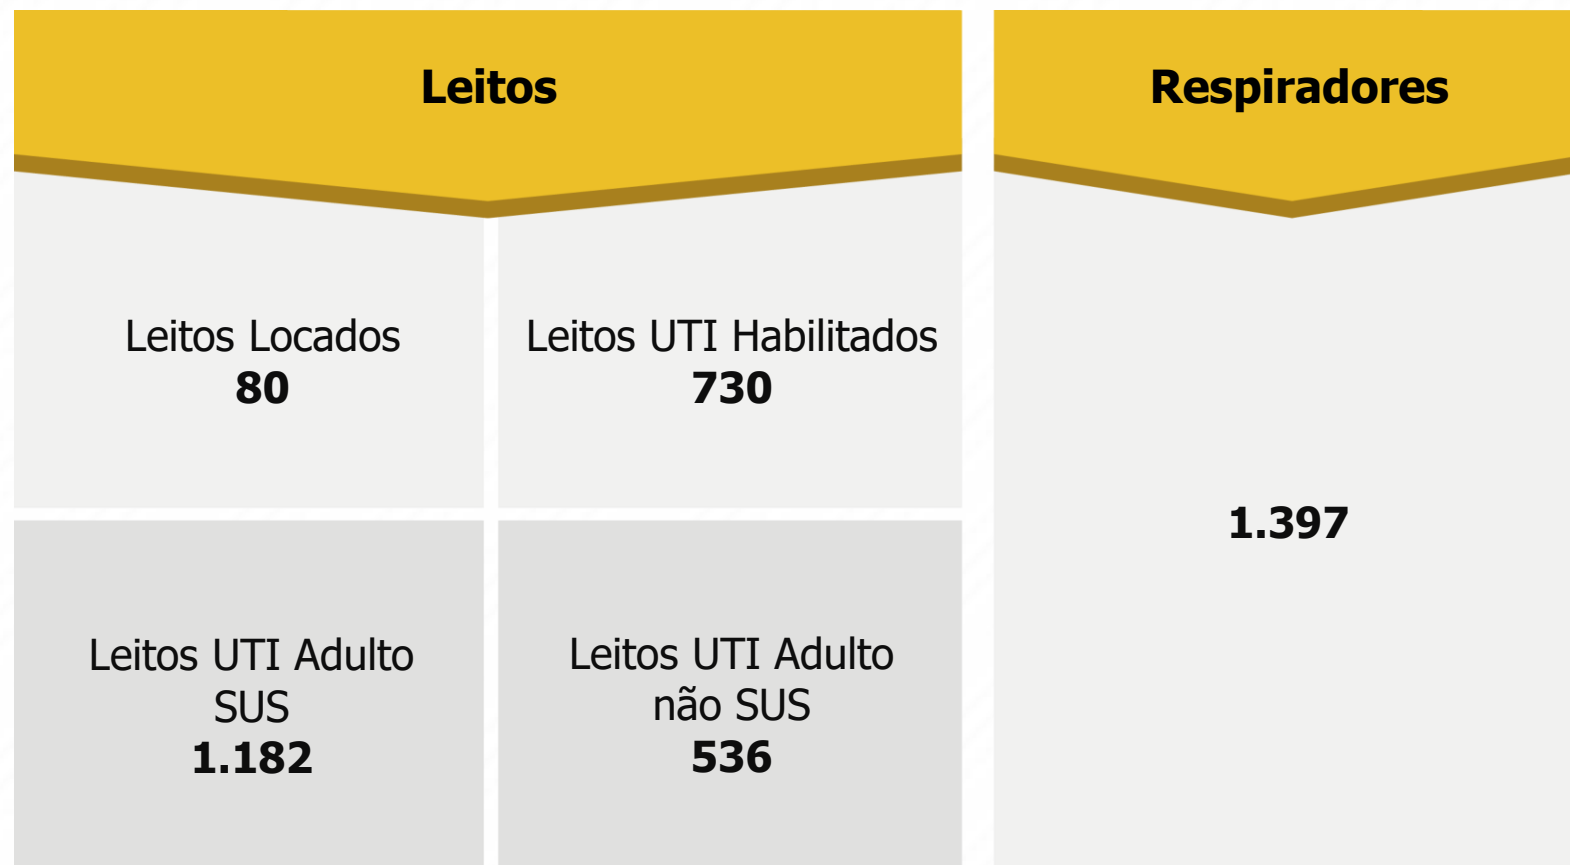 Leitos
Respiradores
Leitos Locados
80
Leitos UTI Habilitados
730
Leitos UTI Adulto
SUS
1.182
Leitos UTI Adulto
não SUS
536
1.397